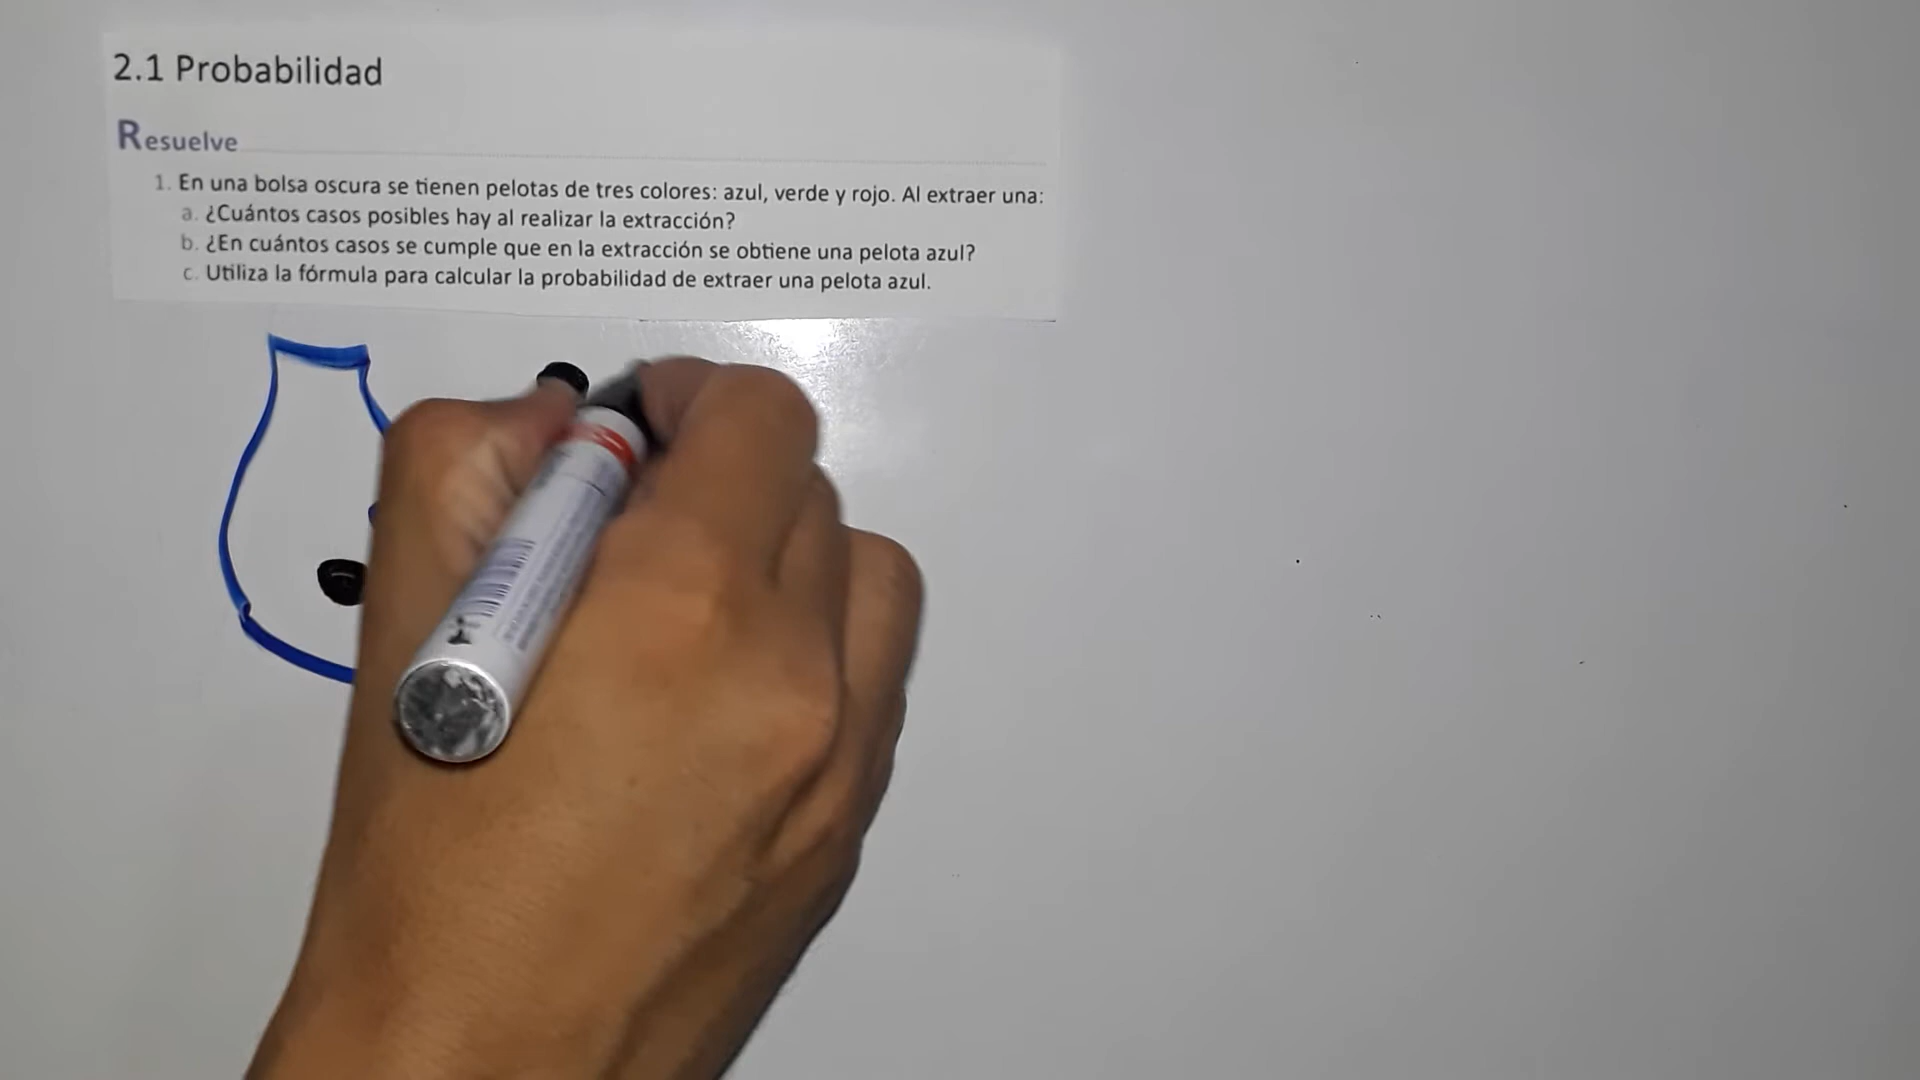 2.1 Probabilidad
Resuelve
1. En una bolsa oscura se tienen pelotas de tres colores: azul, verde y rojo. Al extraer una:
a. ¿Cuántos casos posibles hay al realizar la extracción?
b. ¿En cuántos casos se cumple que en la extracción se obtiene una pelota azul?
c. Utiliza la fórmula para calcular la probabilidad de extraer una pelota azul.